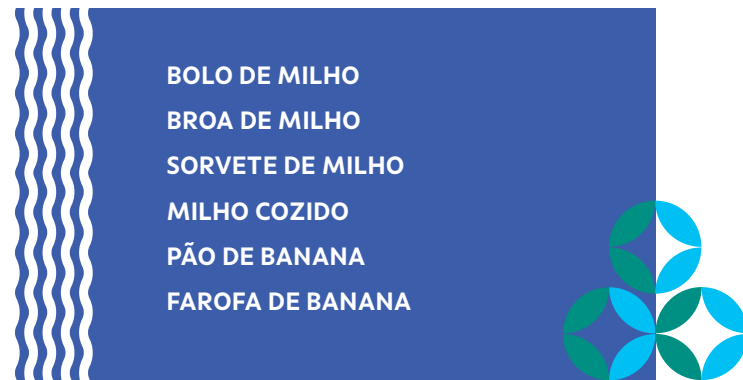 BOLO DE MILHO
BROA DE MILHO
SORVETE DE MILHO
MILHO COZIDO
PÃO DE BANANA
FAROFA DE BANANA